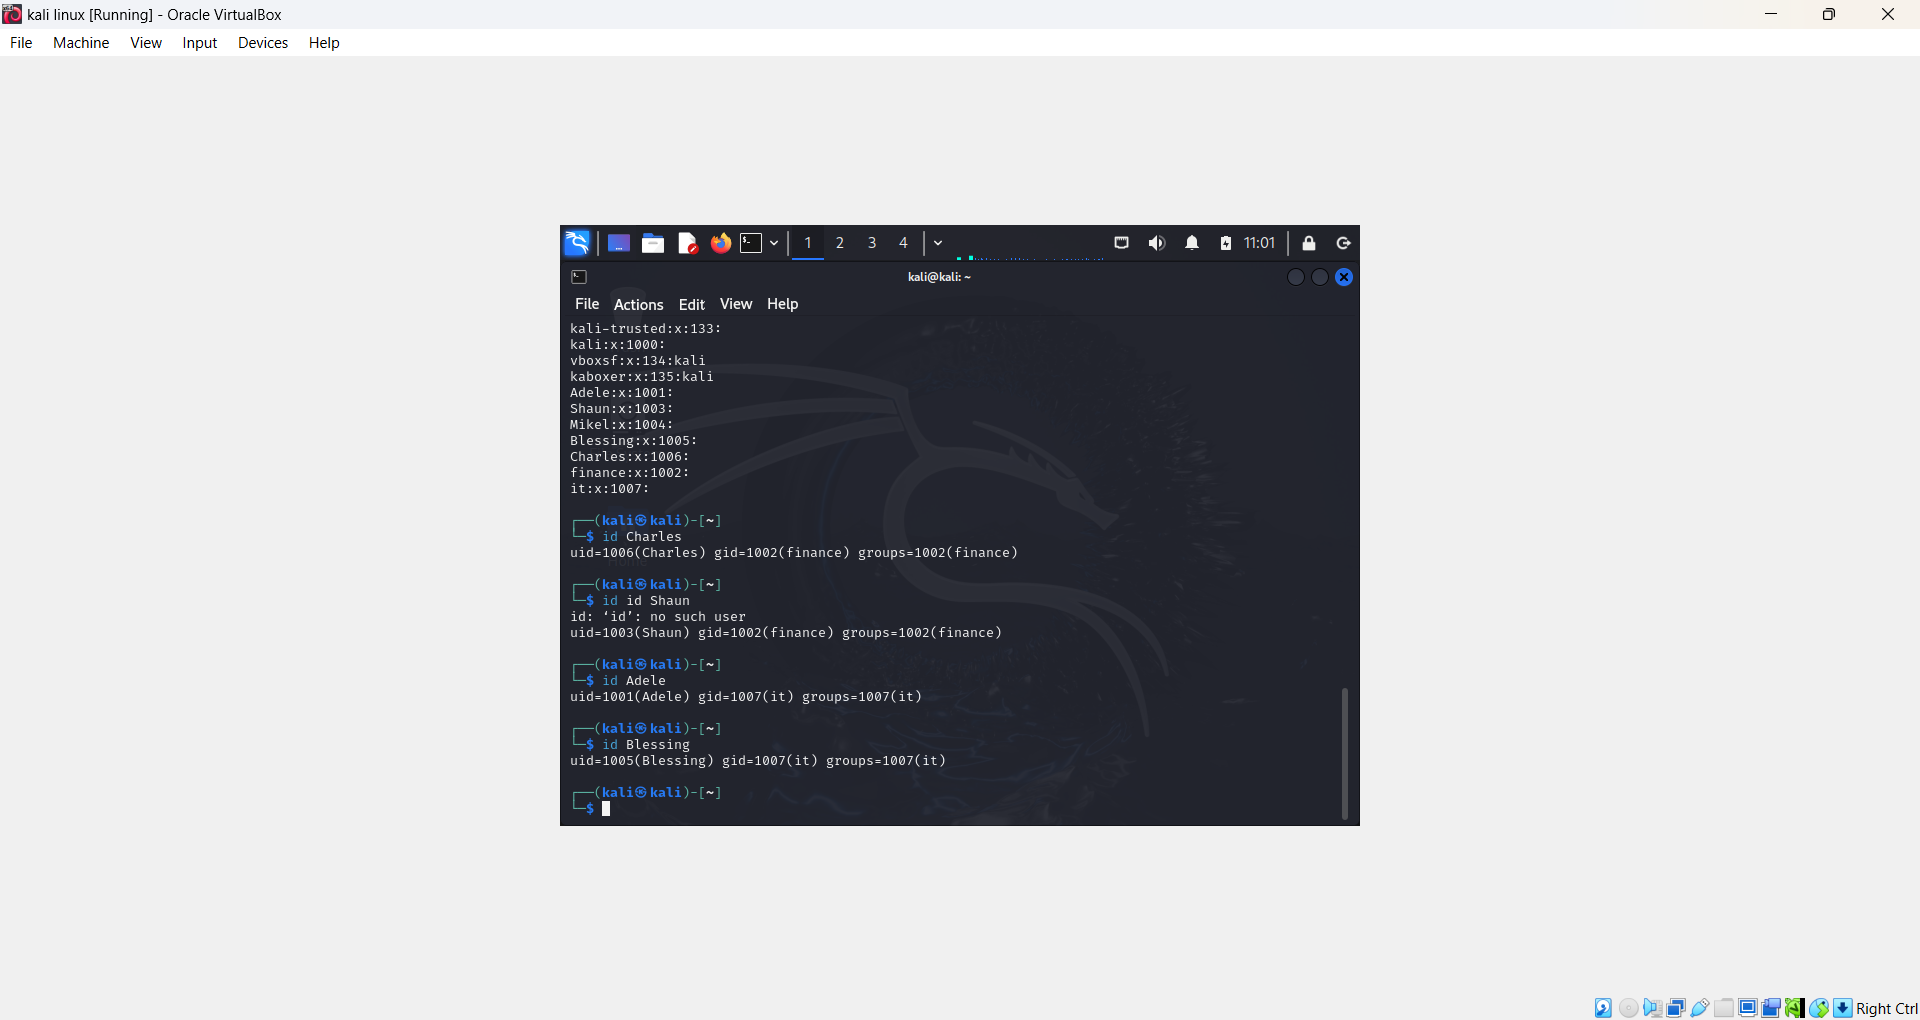 kali linux [Running] - Oracle VirtualBox
File Machine View Input Devices Help
1 2 3 4 11:01
kali@kali: ~
File Actions Edit View Help
kali-trusted:x:133:
kali:x:1000:
vboxsf:x:134:kali
kaboxer:x:135:kali
Adele:x:1001:
Shaun:x:1003:
Mikel:x:1004:
Blessing:x:1005:
Charles:x:1006:
finance:x:1002:
it:x:1007:
┌──(kali㉿kali)-[~]
└─$ id Charles
uid=1006(Charles) gid=1002(finance) groups=1002(finance)
Home
┌──(kali㉿kali)-[~]
└─$ id id Shaun
id: ‘id’: no such user
uid=1003(Shaun) gid=1002(finance) groups=1002(finance)
┌──(kali㉿kali)-[~]
└─$ id Adele
uid=1001(Adele) gid=1007(it) groups=1007(it)
┌──(kali㉿kali)-[~]
└─$ id Blessing
uid=1005(Blessing) gid=1007(it) groups=1007(it)
┌──(kali㉿kali)-[~]
└─$
Right Ctrl